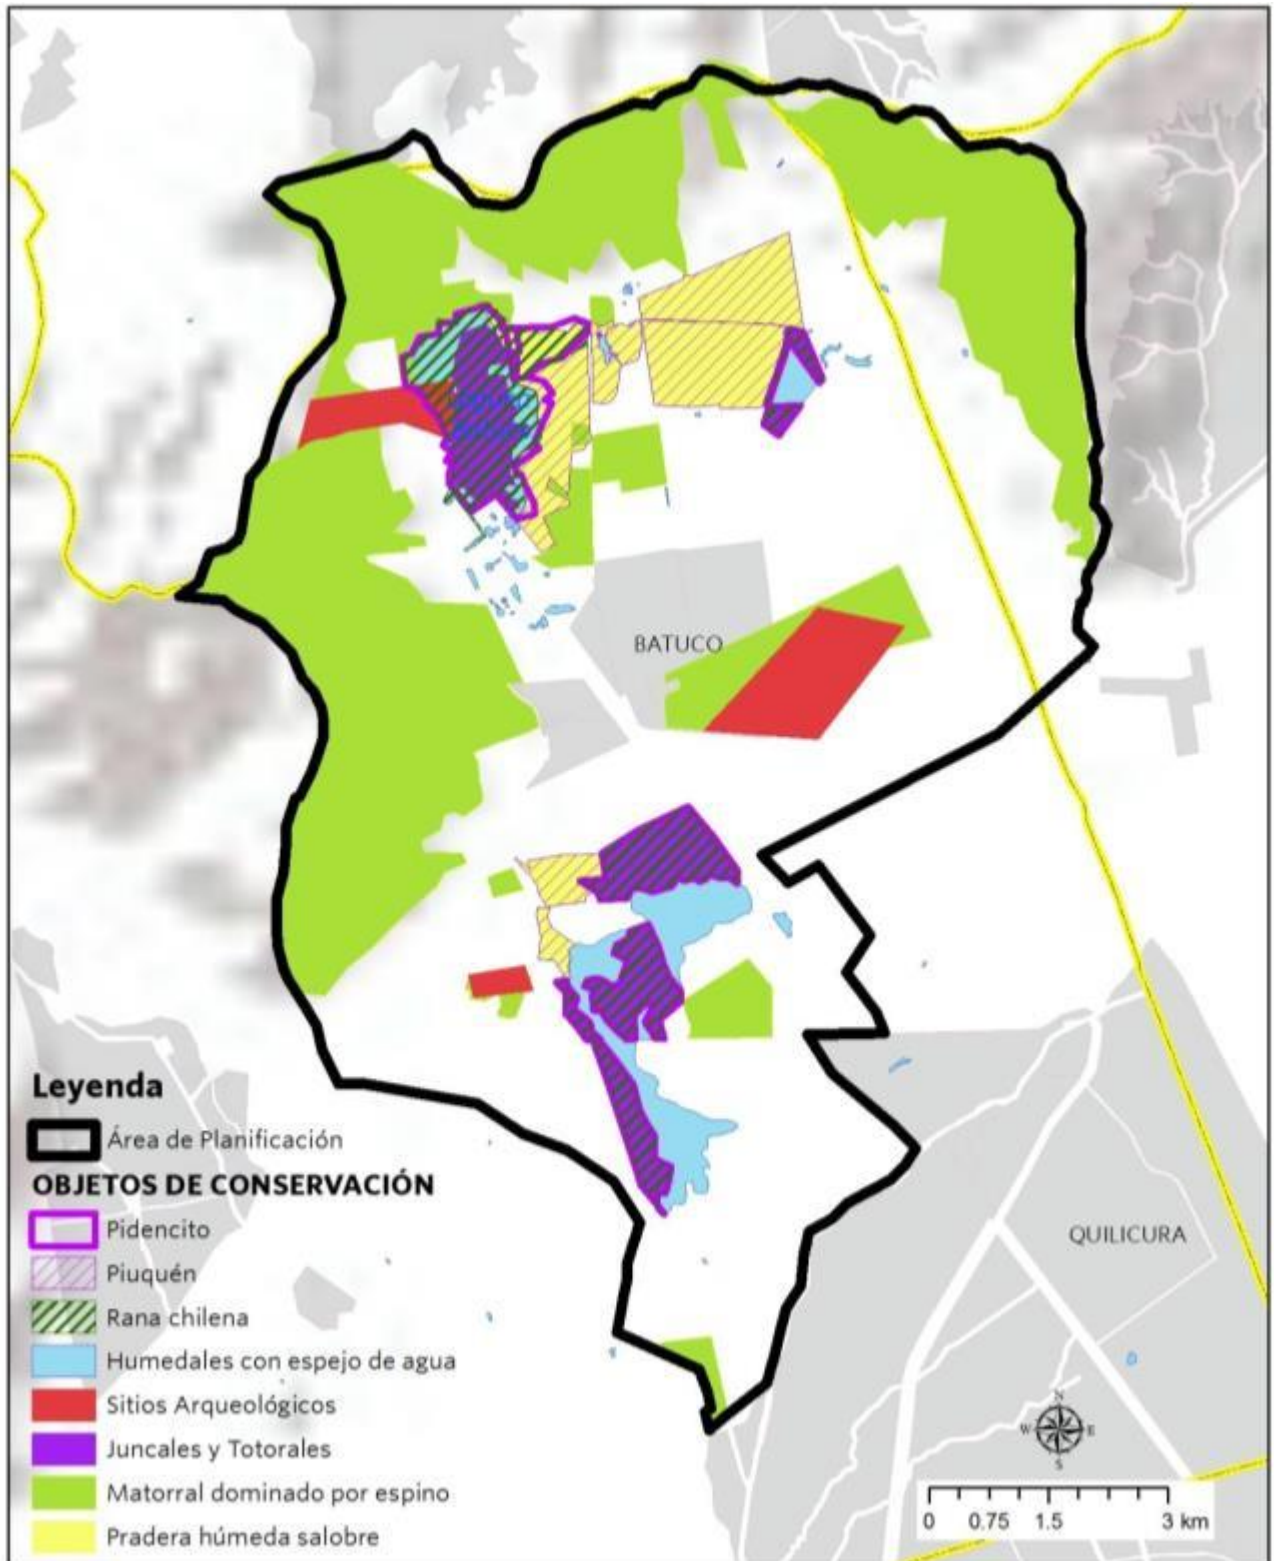 BATUCO
QUILICURA
Leyenda
Área de Planificación
OBJETOS DE CONSERVACIÓN
Pidencito
Piuquén
Rana chilena
Humedales con espejo de agua
Sitios Arqueológicos
Juncales y Totorales
Matorral dominado por espino
Pradera húmeda salobre
N
W E
S
0 0.75 1.5 3 km